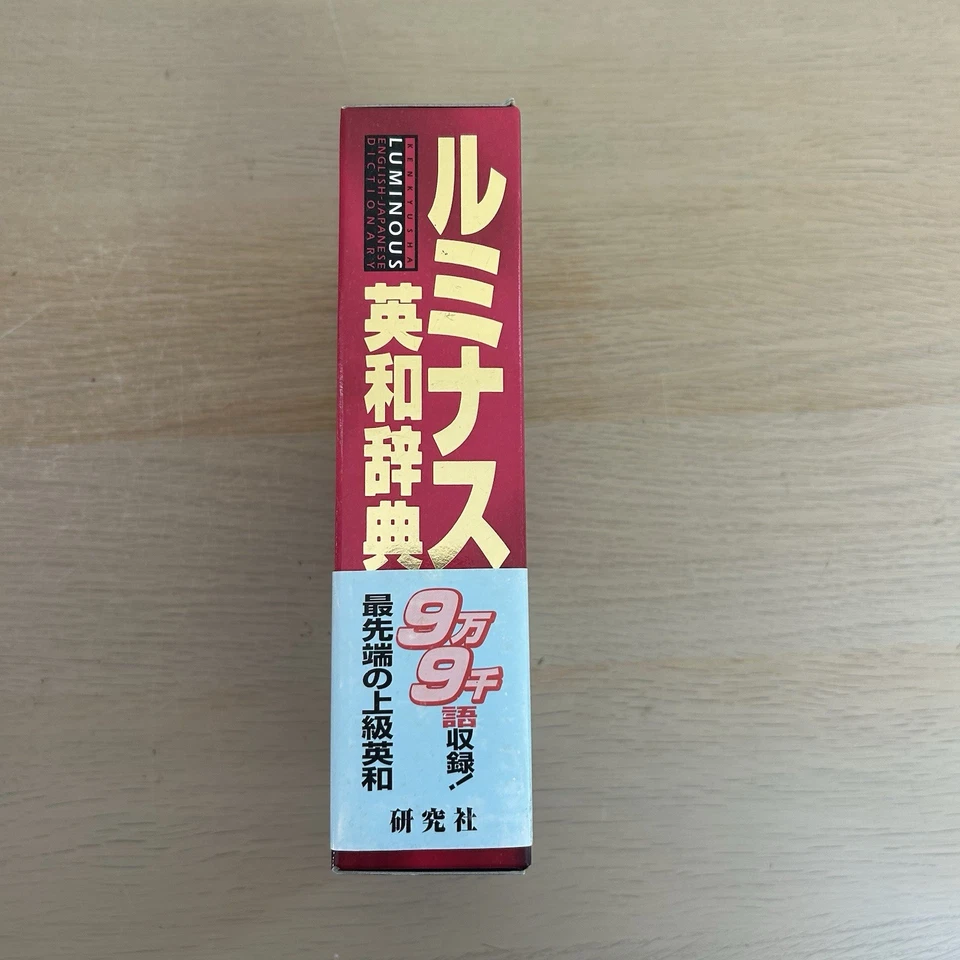 ルミナス
英和辞典
KENKYUSHA
LUMINOUS
ENGLISH-JAPANESE
DICTIONARY
9万
9千
語収録!
最先端の上級英和
研究社